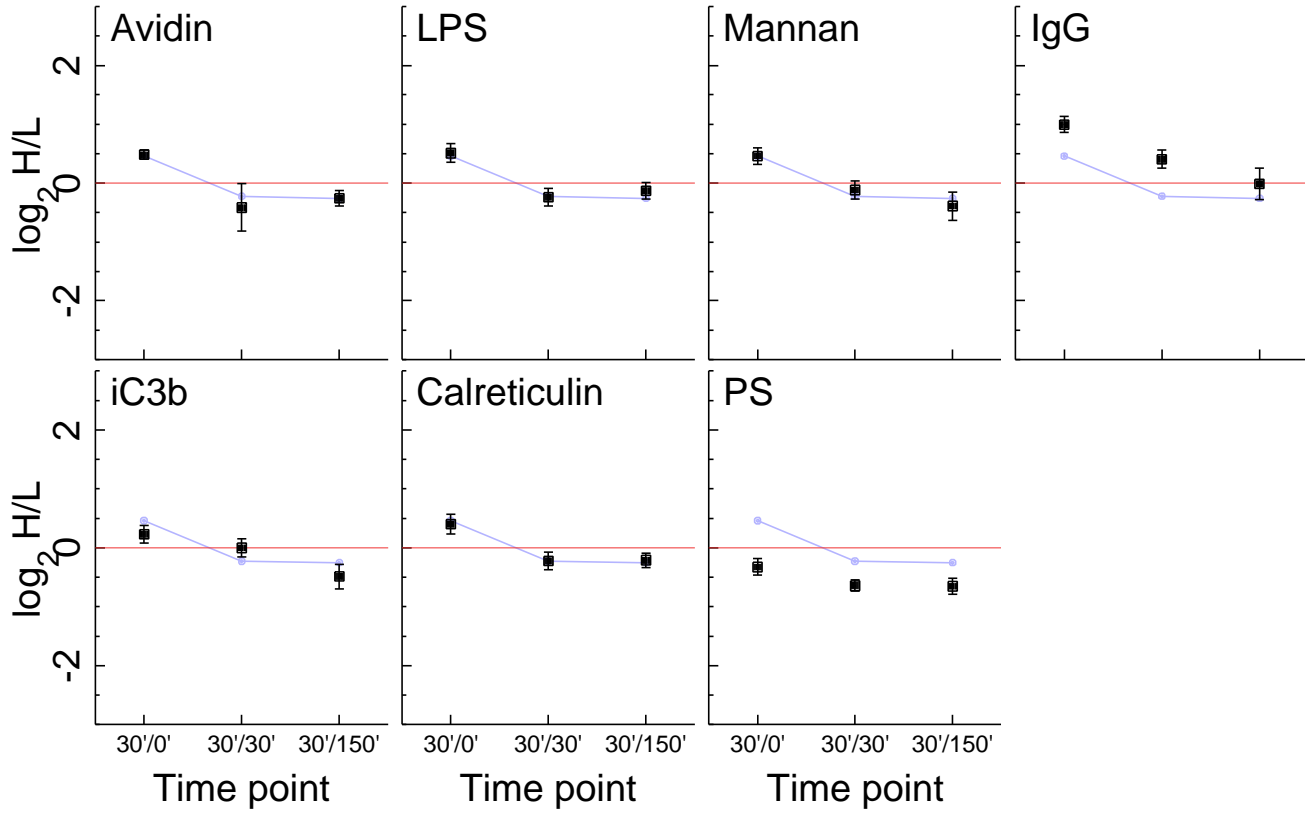 Avidin
LPS
Mannan
IgG
2
0
-2
log2 H/L
iC3b
Calreticulin
PS
2
0
-2
log2 H/L
30'/0' 30'/30' 30'/150'
30'/0' 30'/30' 30'/150'
30'/0' 30'/30' 30'/150'
Time point
Time point
Time point